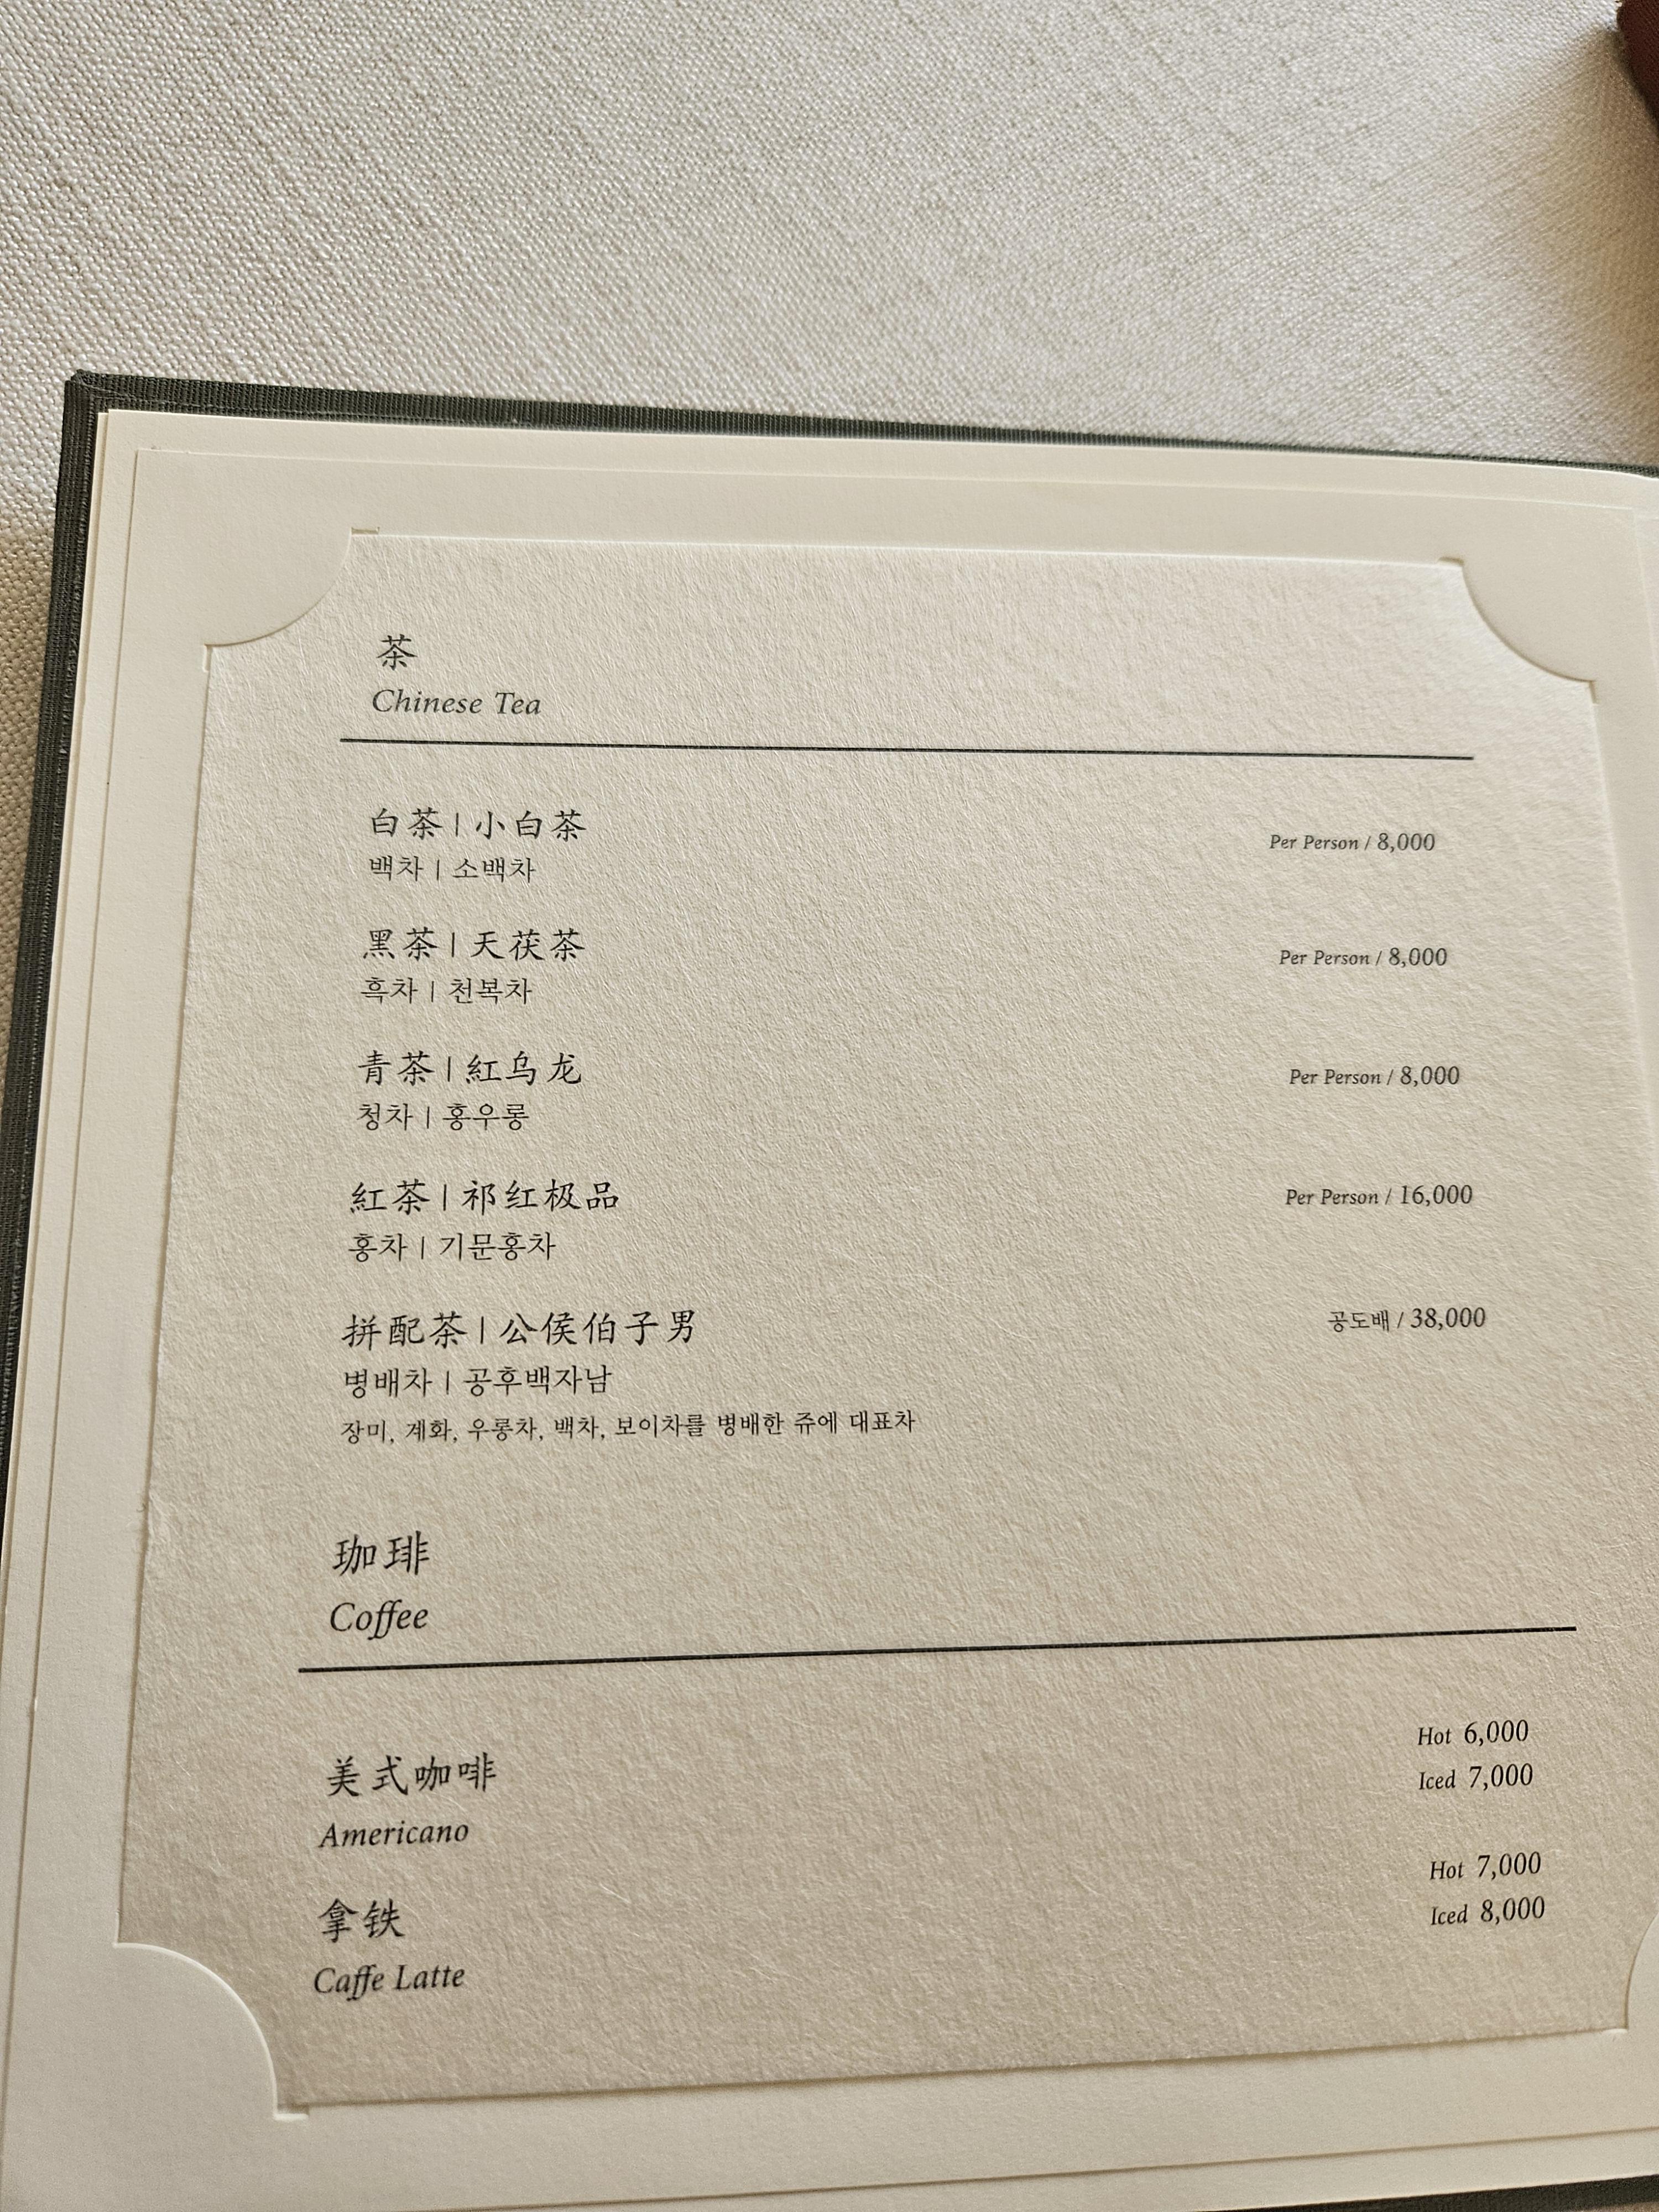 茶
Chinese Tea
白茶 | 小白茶 Per Person / 8,000
백차 | 소백차
黑茶 | 天茯茶 Per Person / 8,000
흑차 | 천복차
青茶 | 紅乌龙 Per Person / 8,000
청차 | 홍우롱
紅茶 | 祁红极品 Per Person / 16,000
홍차 | 기문홍차
拼配茶 | 公侯伯子男 공도배 / 38,000
병배차 | 공후백자남
장미, 계화, 우롱차, 백차, 보이차를 병배한 쥬에 대표차
珈琲
Coffee
Hot 6,000
美式咖啡 Iced 7,000
Americano
Hot 7,000
拿铁 Iced 8,000
Caffe Latte